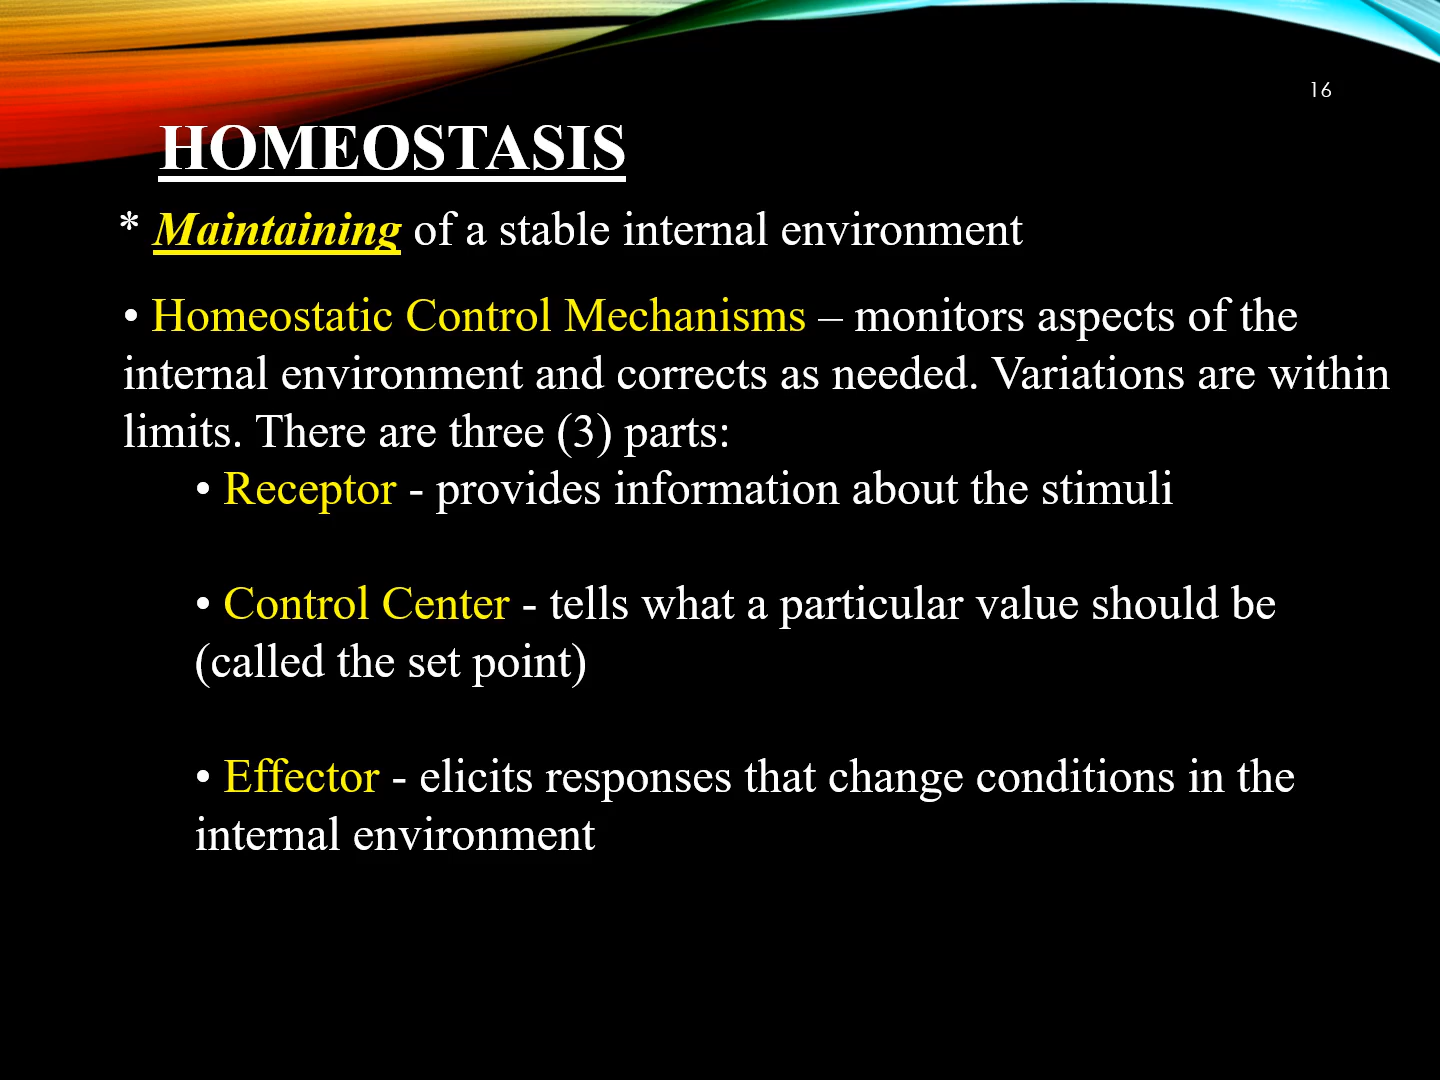 16
HOMEOSTASIS
* Maintaining of a stable internal environment
• Homeostatic Control Mechanisms – monitors aspects of the
internal environment and corrects as needed. Variations are within
limits. There are three (3) parts:
• Receptor - provides information about the stimuli
• Control Center - tells what a particular value should be
(called the set point)
• Effector - elicits responses that change conditions in the
internal environment